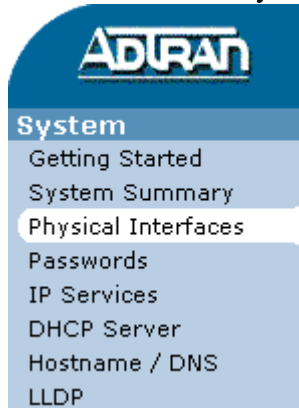 ADTRAN
System
Getting Started
System Summary
Physical Interfaces
Passwords
IP Services
DHCP Server
Hostname / DNS
LLDP